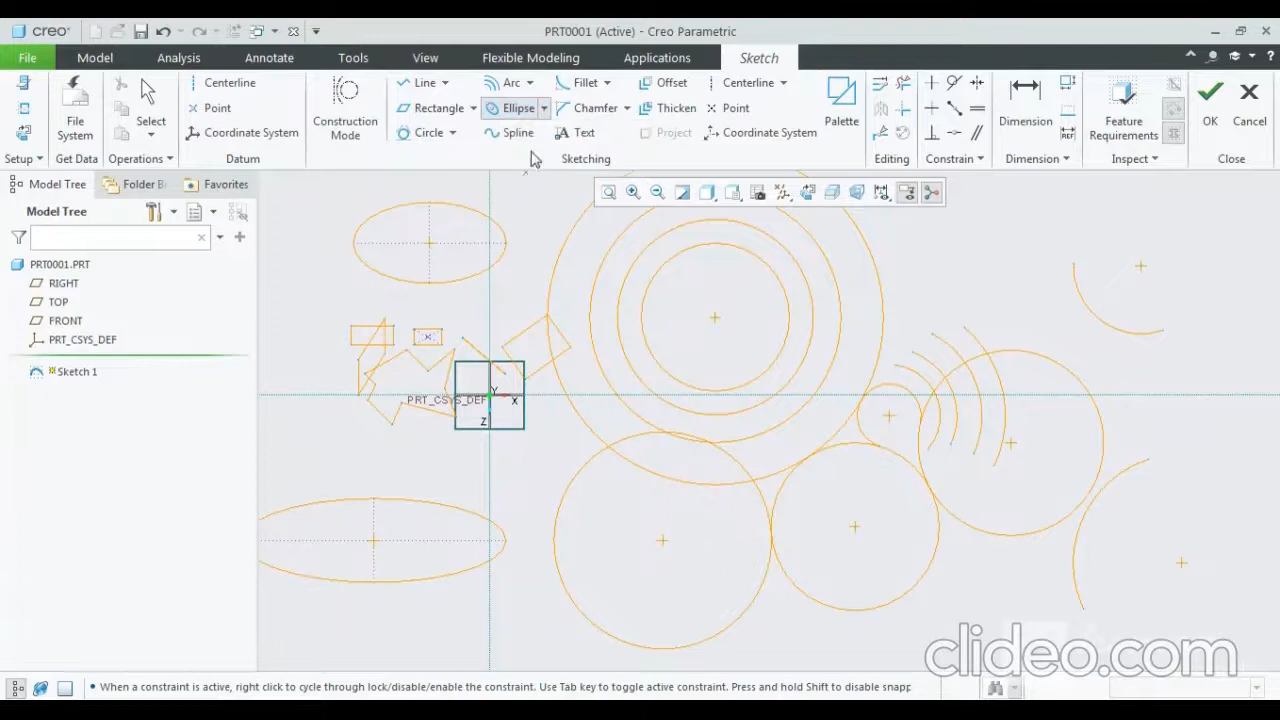 creo
PRT0001 (Active) - Creo Parametric
File Model Analysis Annotate Tools View Flexible Modeling Applications Sketch
File System
Select
Centerline
Point
Coordinate System
Construction Mode
Line
Rectangle
Circle
Arc
Ellipse
Spline
Fillet
Chamfer
Text
Offset
Thicken
Project
Centerline
Point
Coordinate System
Palette
Dimension
REF
Feature Requirements
OK
Cancel
Setup Get Data Operations Datum Sketching Editing Constrain Dimension Inspect Close
Model Tree Folder B Favorites
Model Tree
PRT0001.PRT
RIGHT
TOP
FRONT
PRT_CSYS_DEF
Sketch 1
PRT_CSYS_DEF
Y
X
Z
clideo.com
• When a constraint is active, right click to cycle through lock/disable/enable the constraint. Use Tab key to toggle active constraint. Press and hold Shift to disable snapp